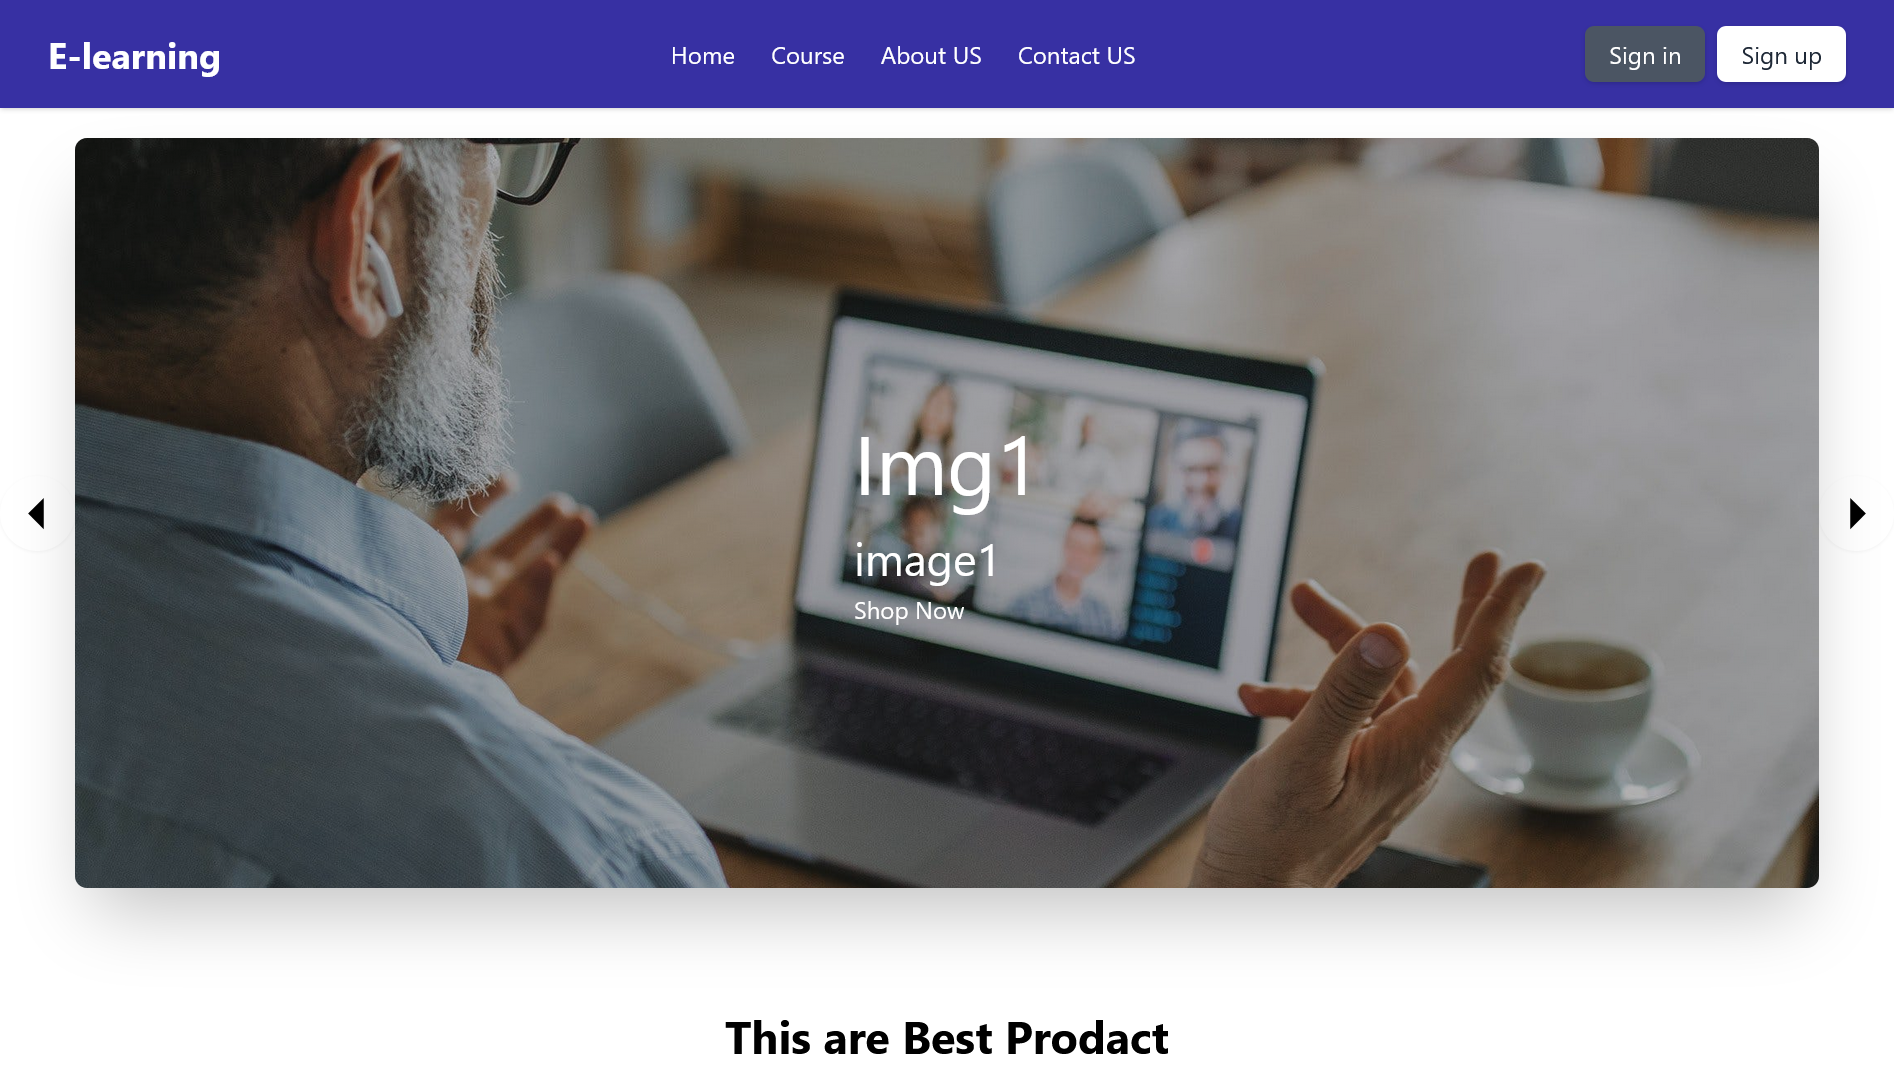 E-learning
Home Course About US Contact US
Sign in Sign up
Img1
image1
Shop Now
This are Best Prodact